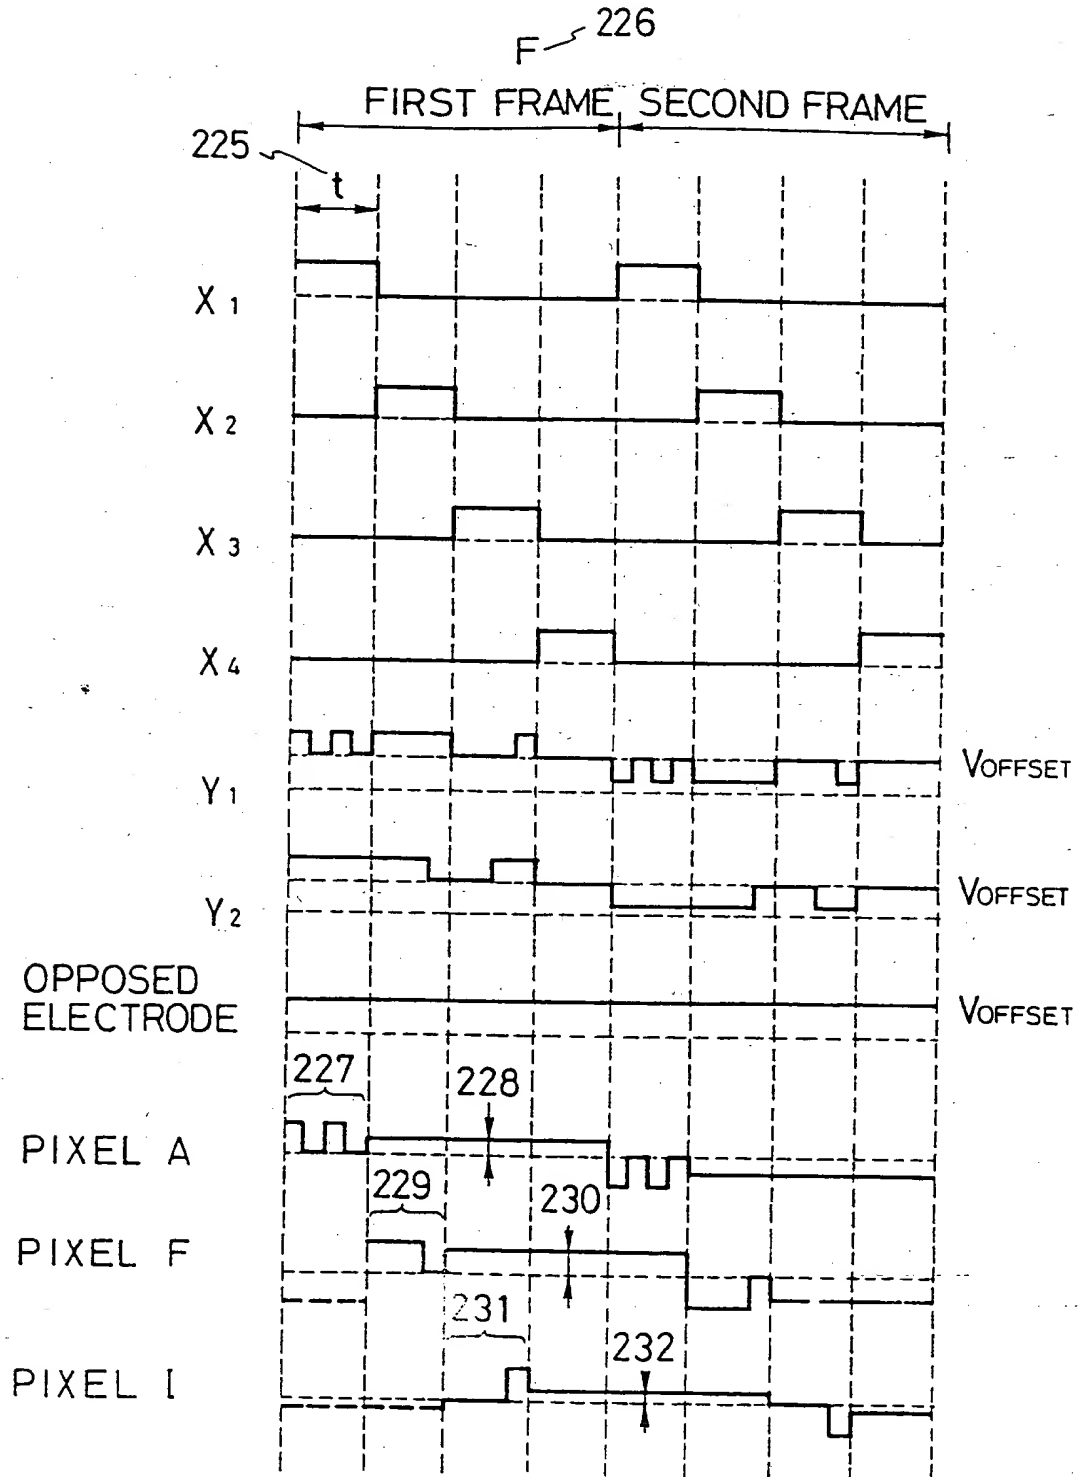 F 226
FIRST FRAME SECOND FRAME
225
t
X1
X2
X3
X4
Y1 VOFFSET
Y2 VOFFSET
OPPOSED
ELECTRODE VOFFSET
227
228
PIXEL A
229
230
PIXEL F
231
232
PIXEL I